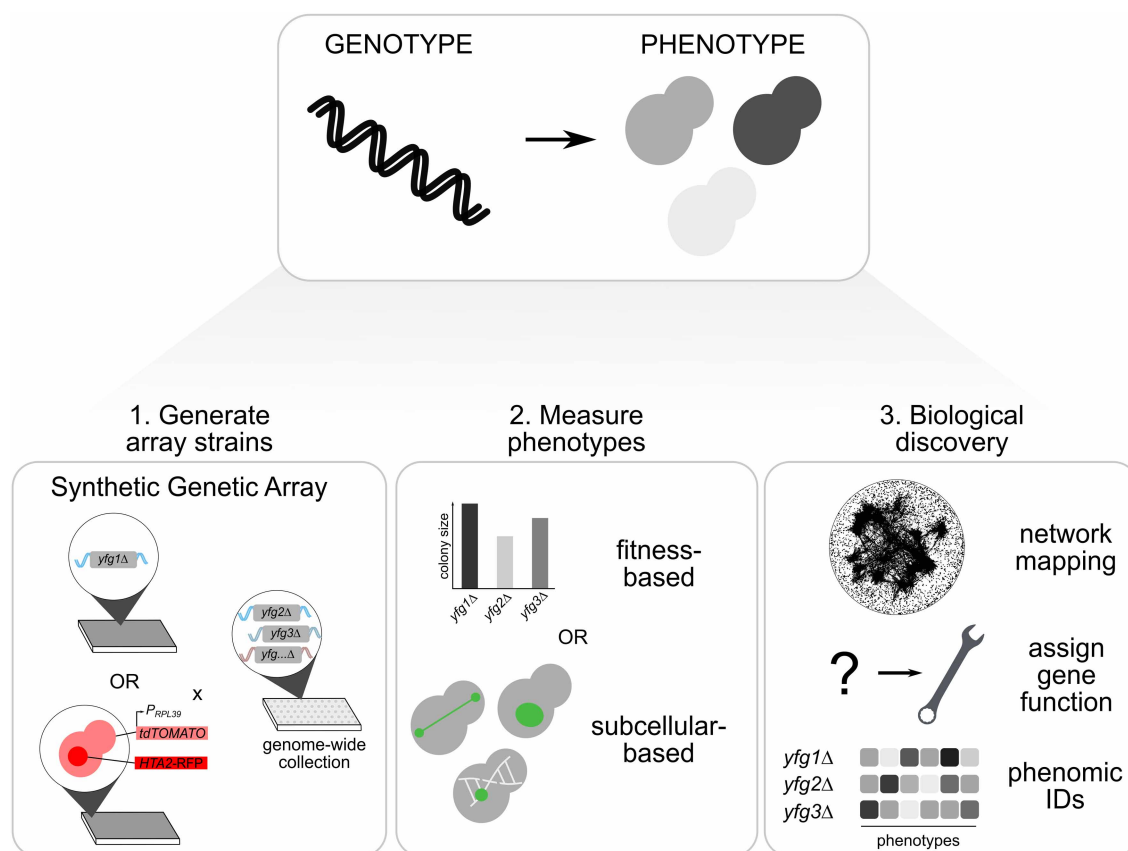 GENOTYPE
PHENOTYPE
1. Generate
array strains
Synthetic Genetic Array
yfg1Δ
OR
x
P_RPL39
tdTOMATO
HTA2-RFP
yfg2Δ
yfg3Δ
yfg...Δ
genome-wide
collection
2. Measure
phenotypes
colony size
yfg1Δ
yfg2Δ
yfg3Δ
fitness-
based
OR
subcellular-
based
3. Biological
discovery
network
mapping
?
assign
gene
function
yfg1Δ
yfg2Δ
yfg3Δ
phenotypes
phenomic
IDs